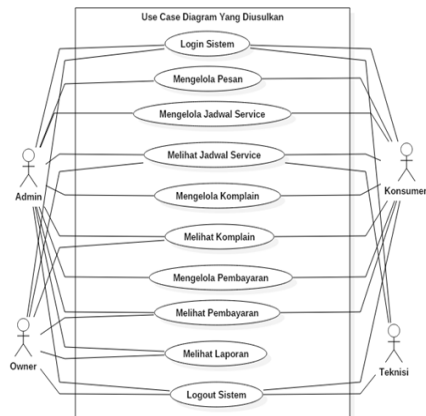 Use Case Diagram Yang Diusulkan
Login Sistem
Mengelola Pesan
Mengelola Jadwal Service
Melihat Jadwal Service
Admin
Konsumen
Mengelola Komplain
Melihat Komplain
Mengelola Pembayaran
Melihat Pembayaran
Melihat Laporan
Owner
Teknisi
Logout Sistem